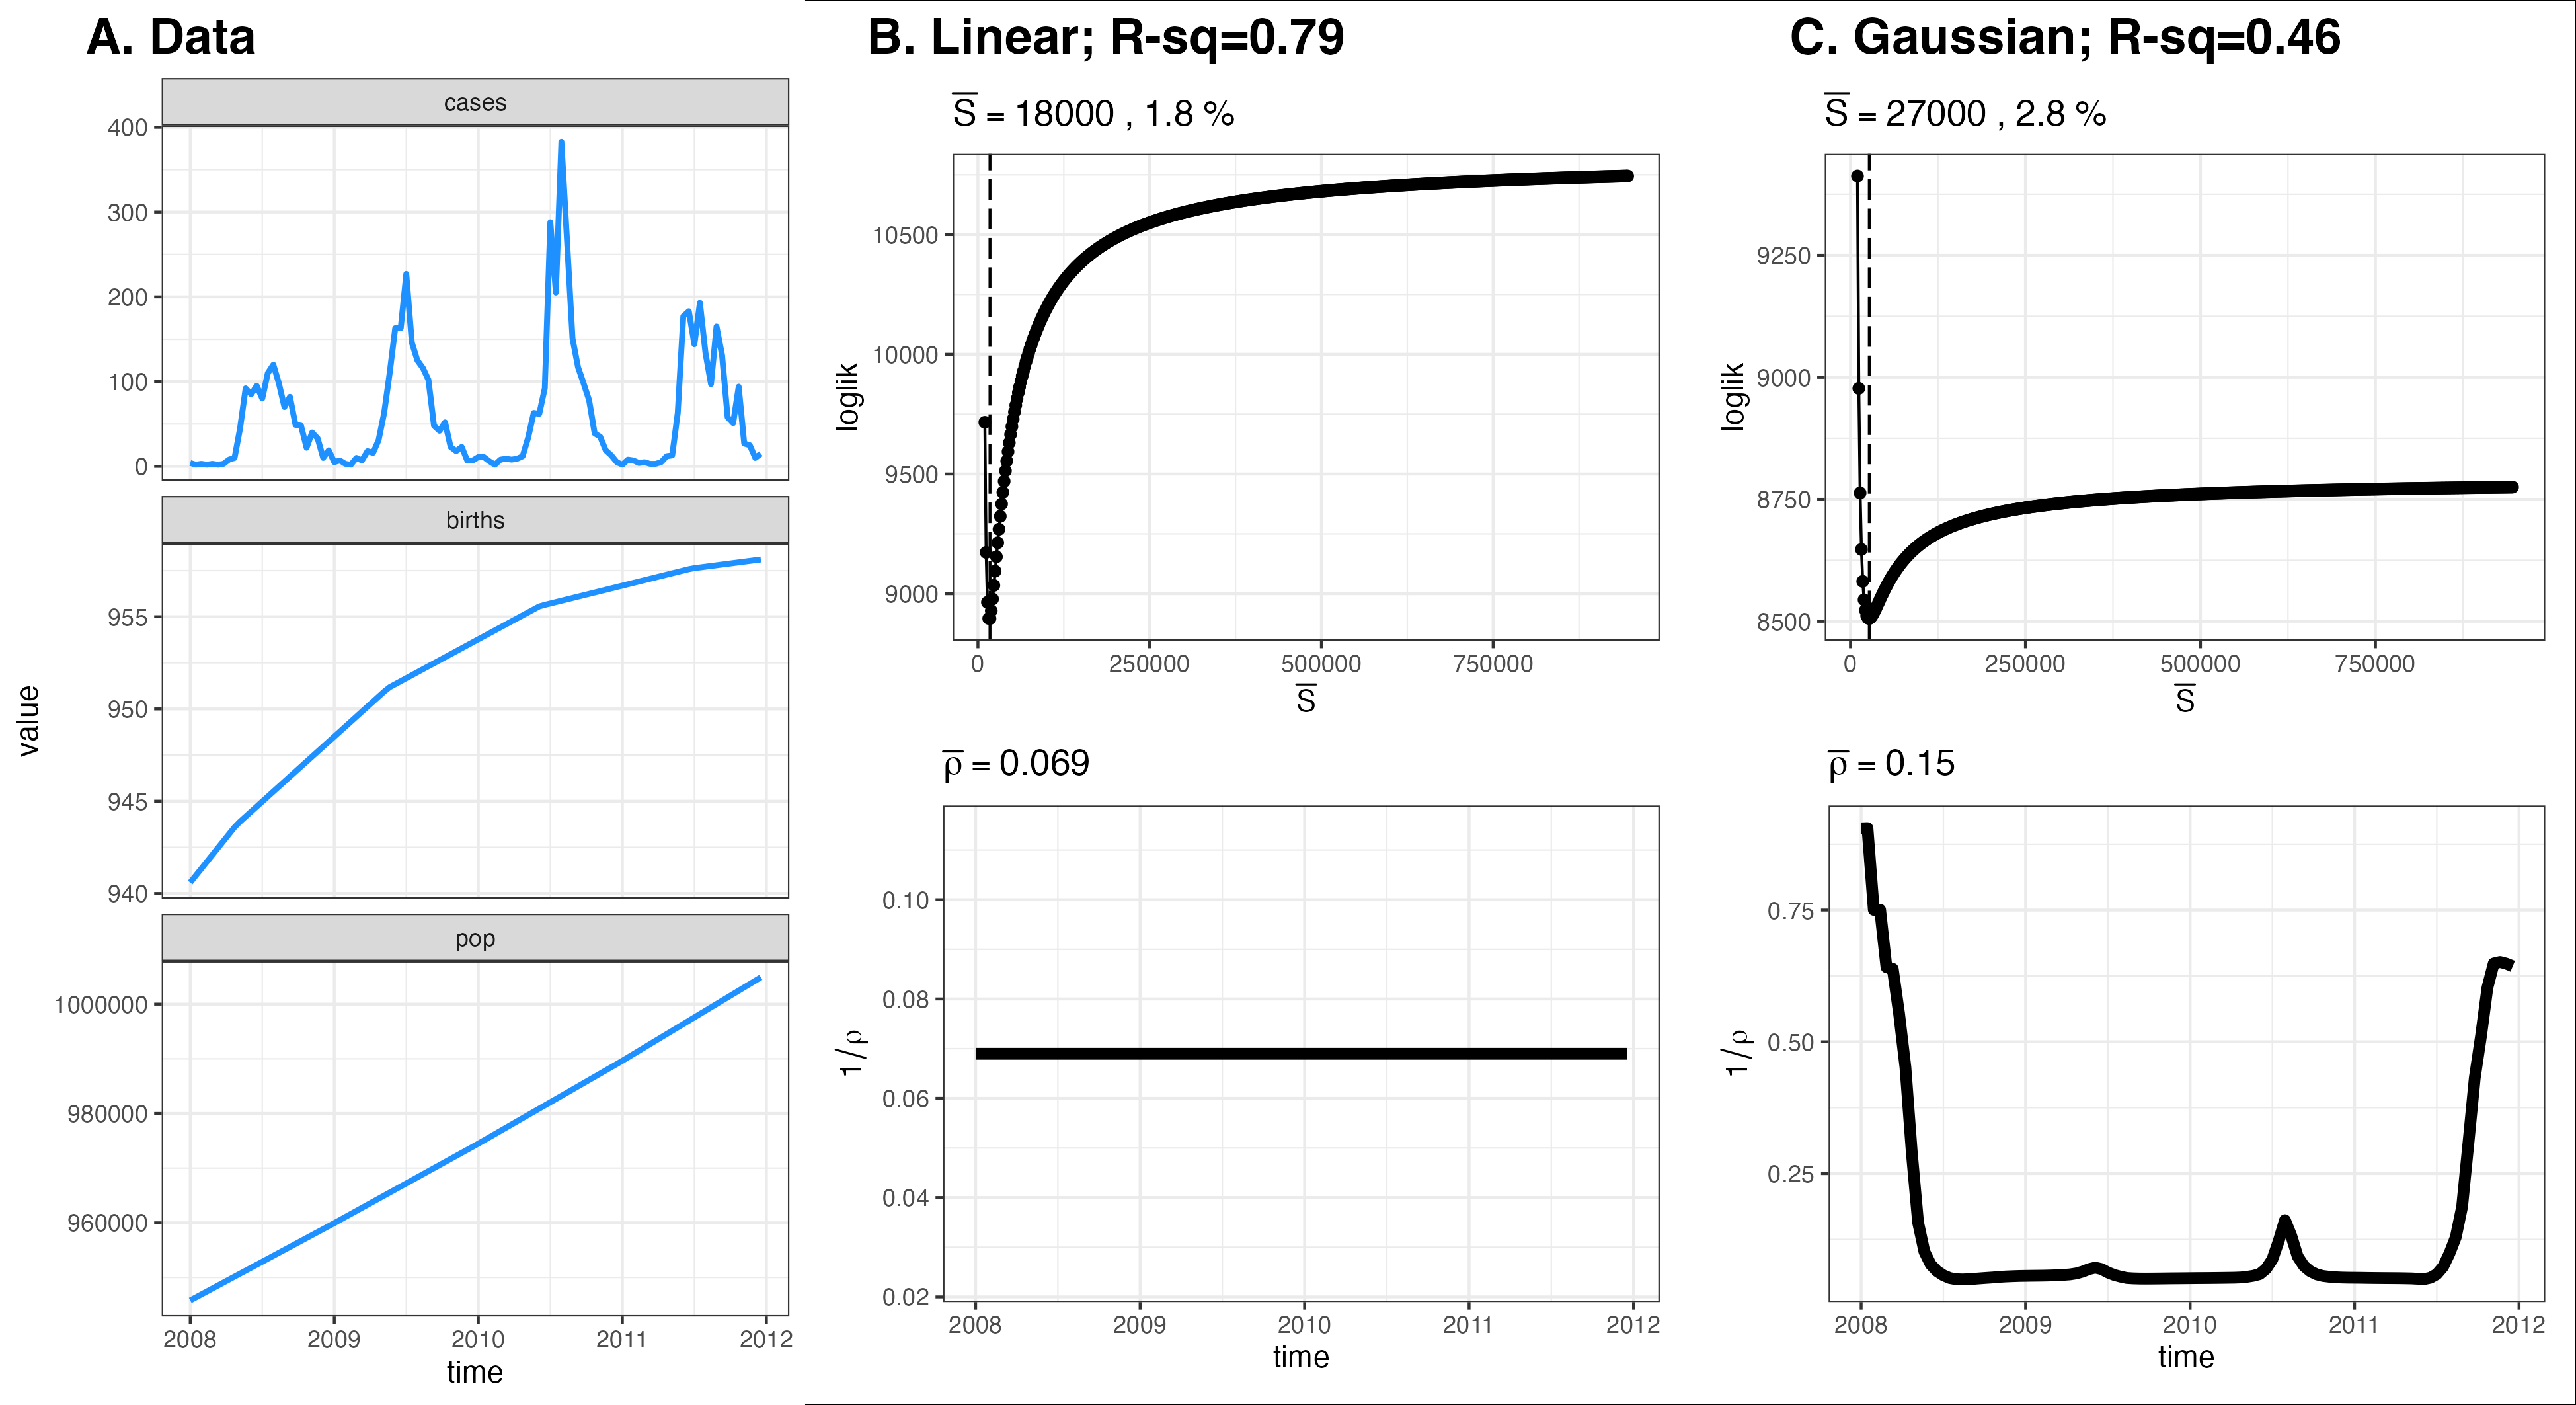 A. Data
cases
400
300
200
100
0
births
955
950
945
940
pop
1000000
980000
960000
2008 2009 2010 2011 2012
time
value
B. Linear; R-sq=0.79
S̅ = 18000 , 1.8 %
10500
10000
9500
9000
loglik
0 250000 500000 750000
S̅
ρ̅ = 0.069
0.10
0.08
0.06
0.04
0.02
1/ρ
2008 2009 2010 2011 2012
time
C. Gaussian; R-sq=0.46
S̅ = 27000 , 2.8 %
9250
9000
8750
8500
loglik
0 250000 500000 750000
S̅
ρ̅ = 0.15
0.75
0.50
0.25
1/ρ
2008 2009 2010 2011 2012
time